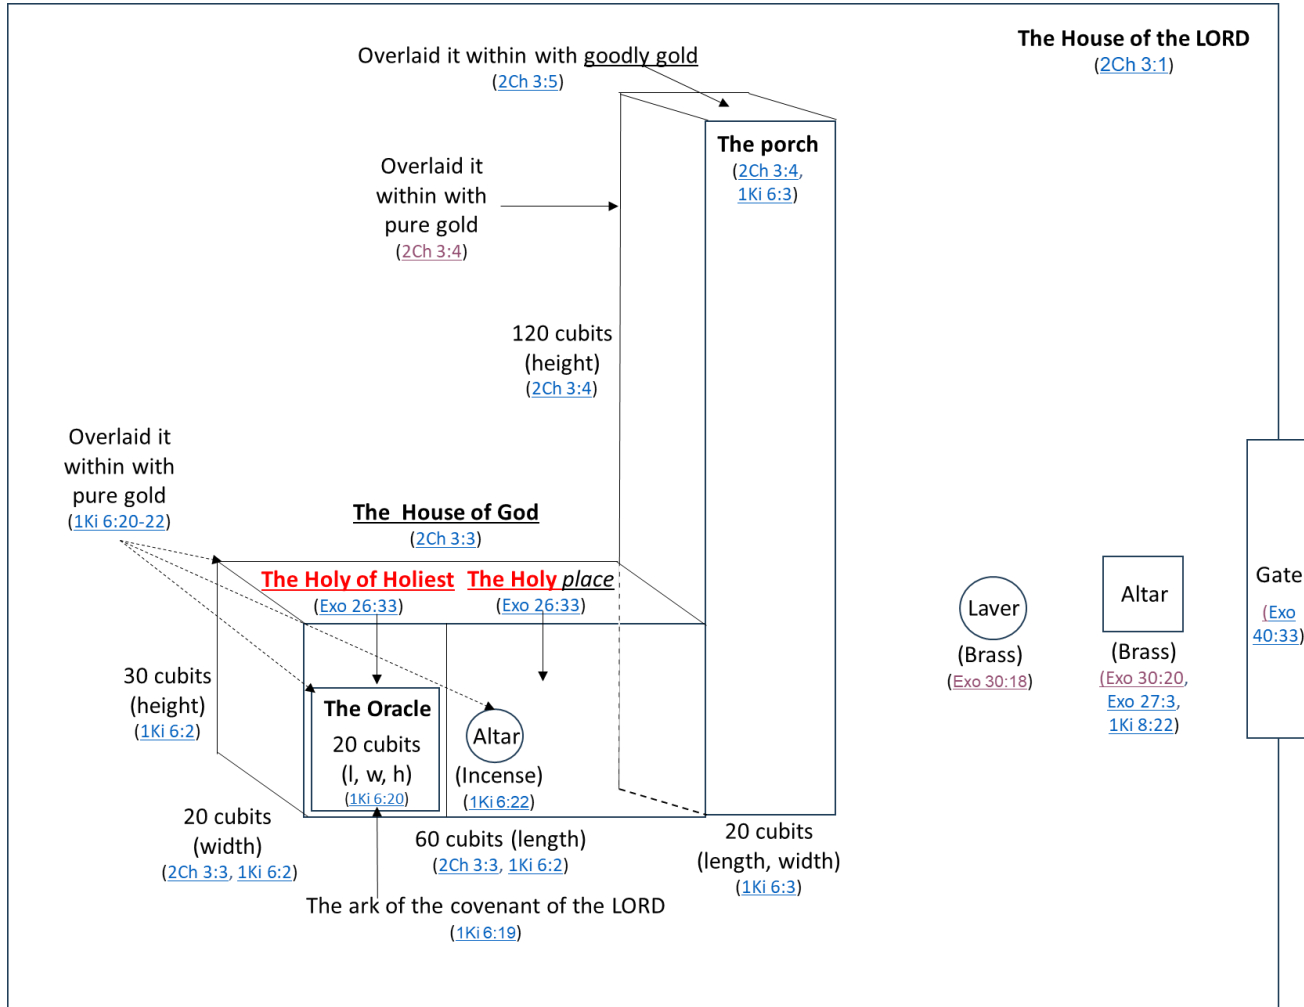 The House of the LORD
(2Ch 3:1)
Overlaid it within with goodly gold
(2Ch 3:5)
The porch
(2Ch 3:4,
1Ki 6:3)
Overlaid it
within with
pure gold
(2Ch 3:4)
120 cubits
(height)
(2Ch 3:4)
Overlaid it
within with
pure gold
(1Ki 6:20-22)
The House of God
(2Ch 3:3)
The Holy of Holiest
(Exo 26:33)
The Holy place
(Exo 26:33)
30 cubits
(height)
(1Ki 6:2)
The Oracle
20 cubits
(l, w, h)
(1Ki 6:20)
Altar
(Incense)
(1Ki 6:22)
20 cubits
(width)
(2Ch 3:3, 1Ki 6:2)
60 cubits (length)
(2Ch 3:3, 1Ki 6:2)
20 cubits
(length, width)
(1Ki 6:3)
The ark of the covenant of the LORD
(1Ki 6:19)
Laver
(Brass)
(Exo 30:18)
Altar
(Brass)
(Exo 30:20,
Exo 27:3,
1Ki 8:22)
Gate
(Exo
40:33)